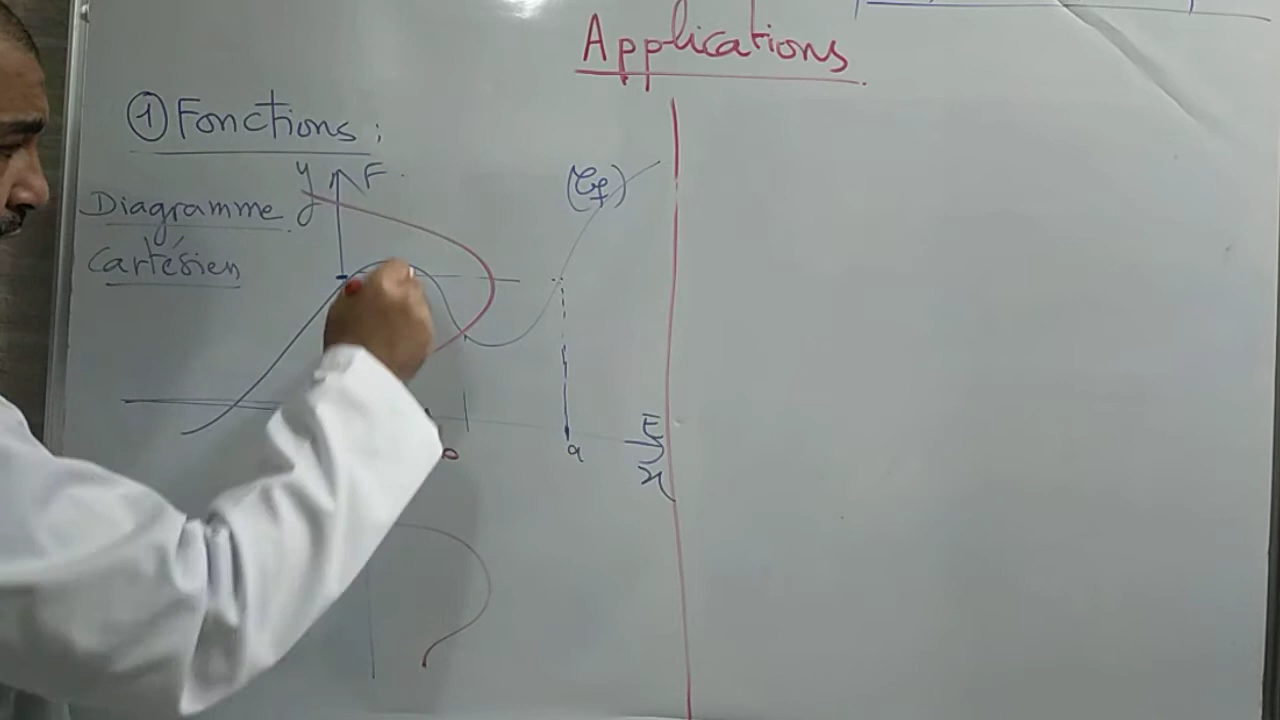 Applications
① Fonctions :
y F
(Cf)
Diagramme
Cartésien
E
b a
x